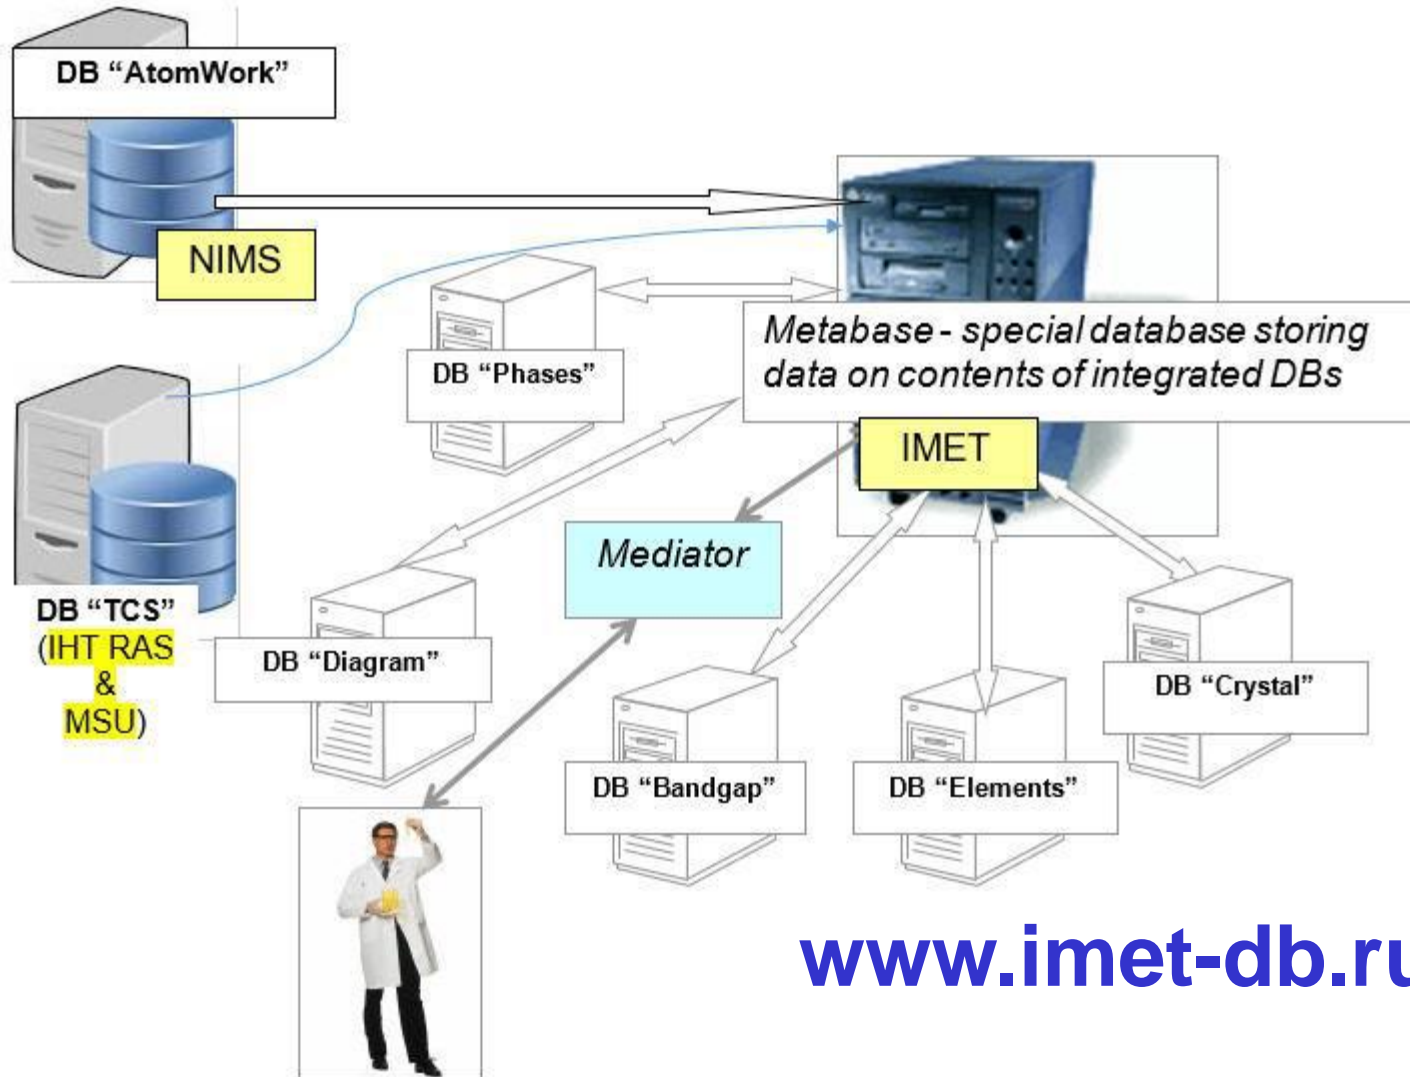 DB “AtomWork”
NIMS
DB “Phases”
Metabase - special database storing
data on contents of integrated DBs
IMET
Mediator
DB “TCS”
(IHT RAS
&
MSU)
DB “Diagram”
DB “Crystal”
DB “Bandgap”
DB “Elements”
www.imet-db.ru